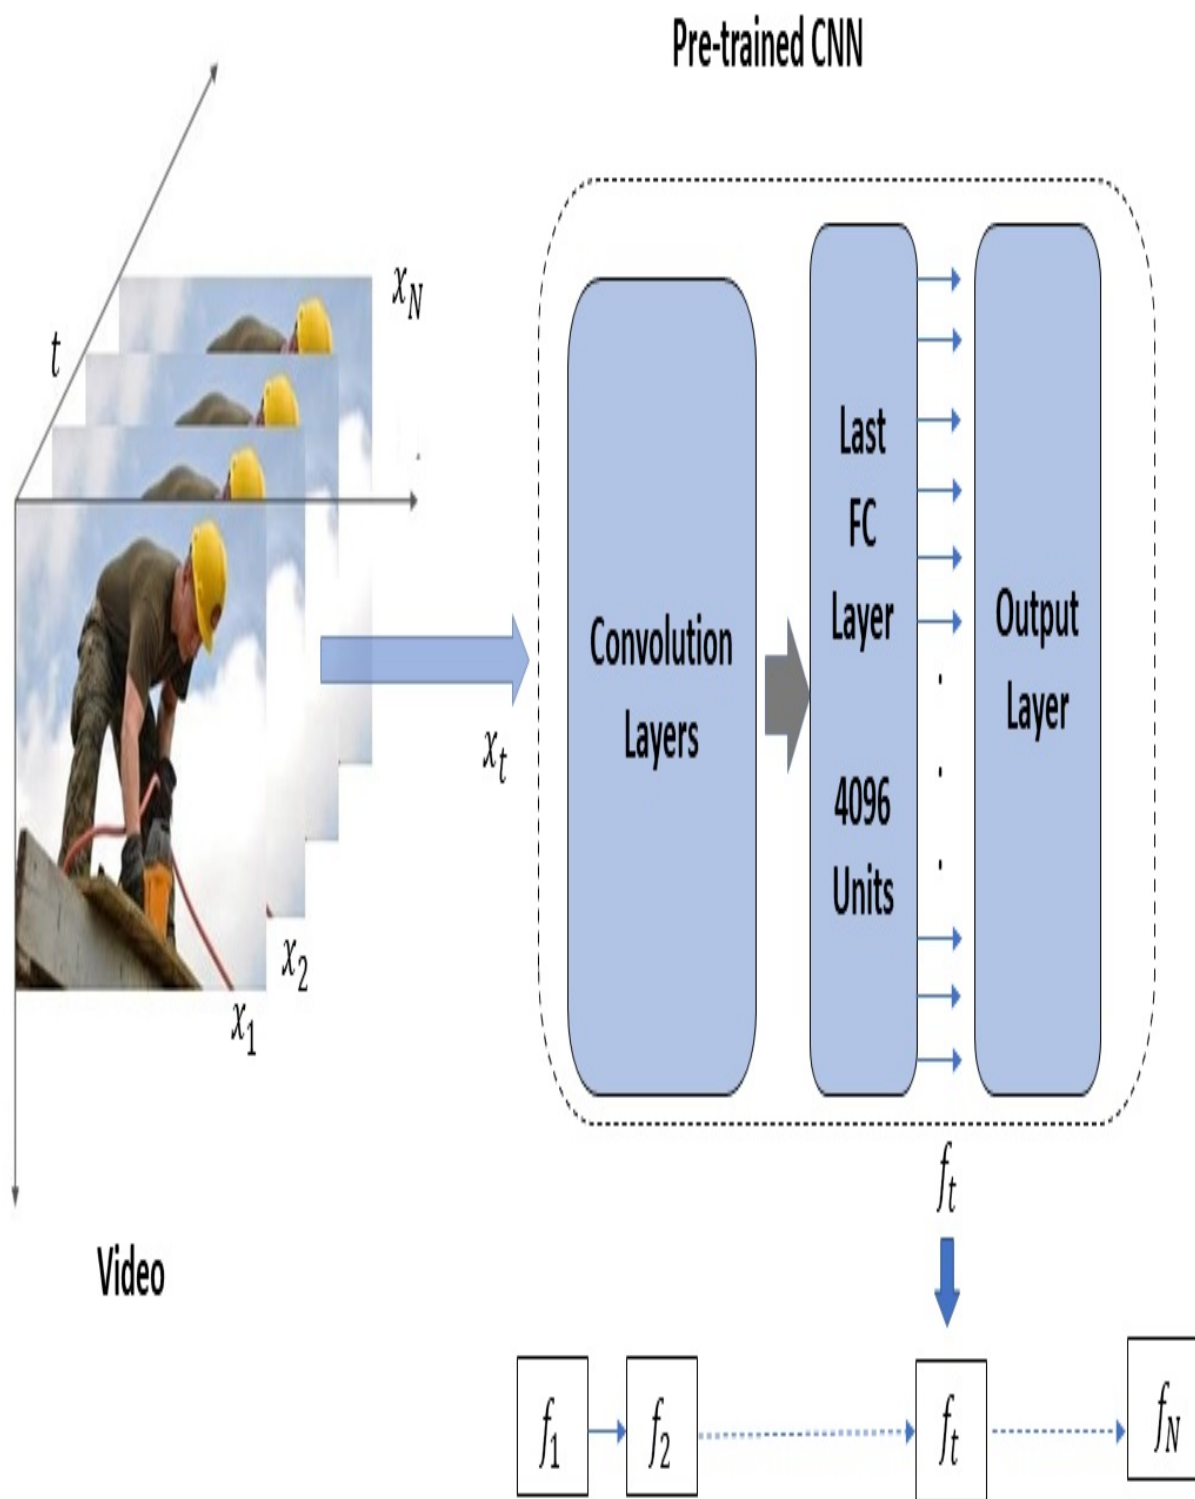 Pre-trained CNN
x_N
t
Last
FC
Layer
4096
Units
Convolution
Layers
Output
Layer
x_t
x_2
x_1
f_t
Video
f_1
f_2
f_t
f_N